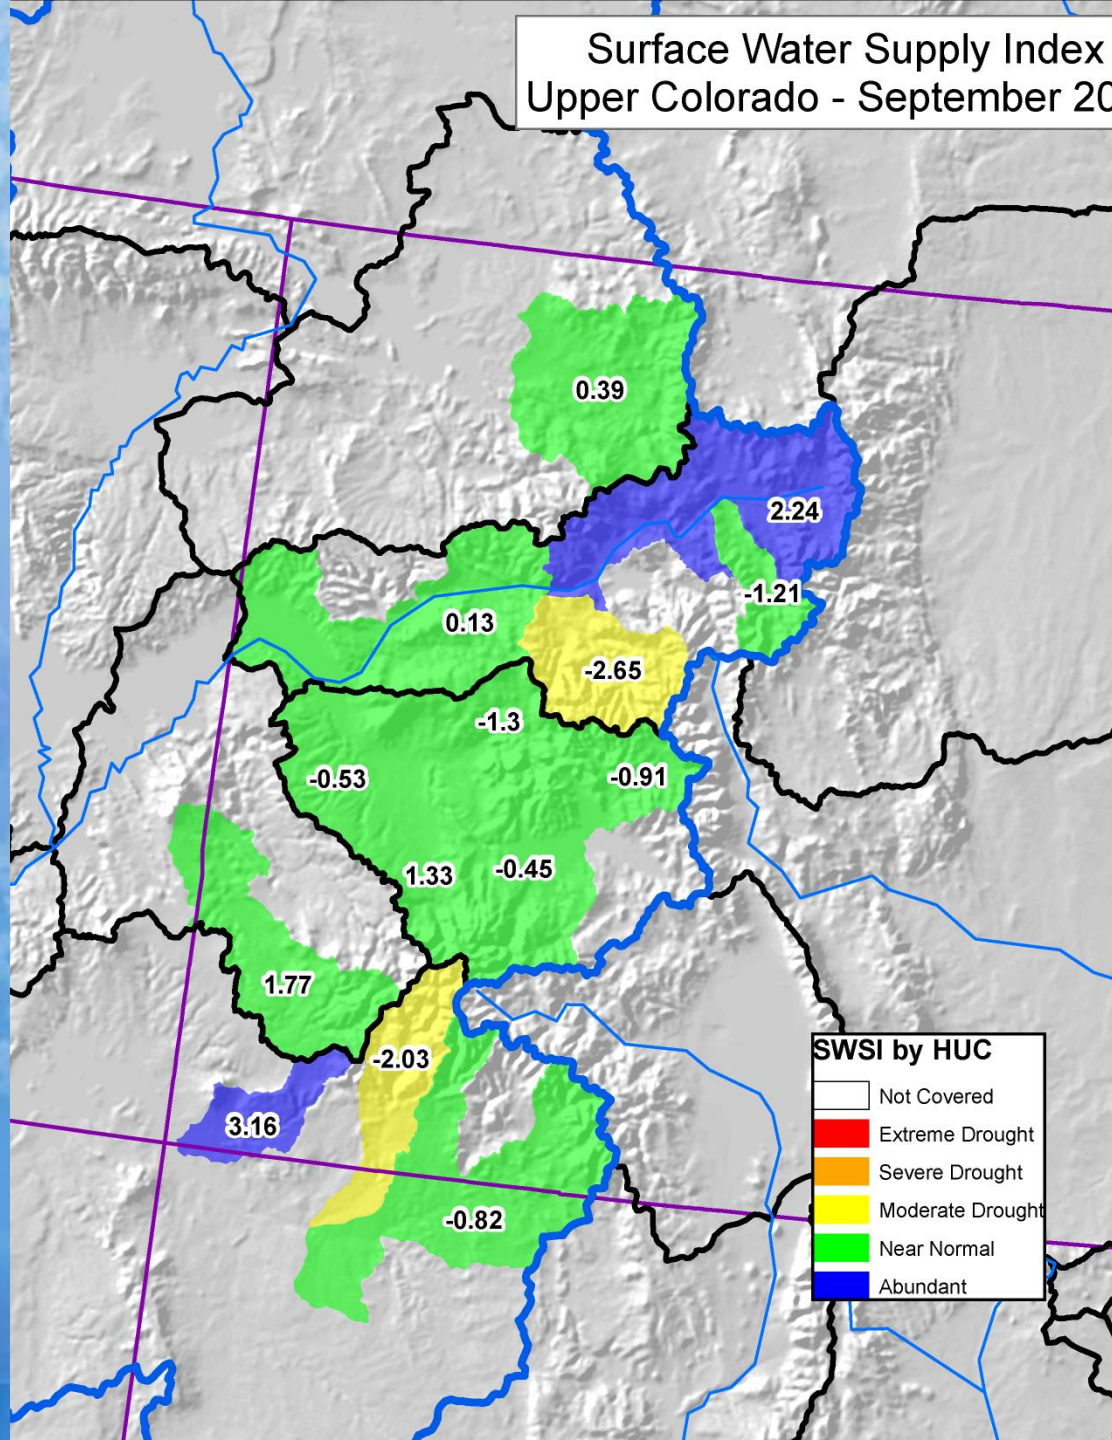 Surface Water Supply Index
Upper Colorado - September 20
0.39
2.24
-1.21
0.13
-2.65
-1.3
-0.53
-0.91
1.33
-0.45
1.77
-2.03
3.16
-0.82
SWSI by HUC
Not Covered
Extreme Drought
Severe Drought
Moderate Drought
Near Normal
Abundant